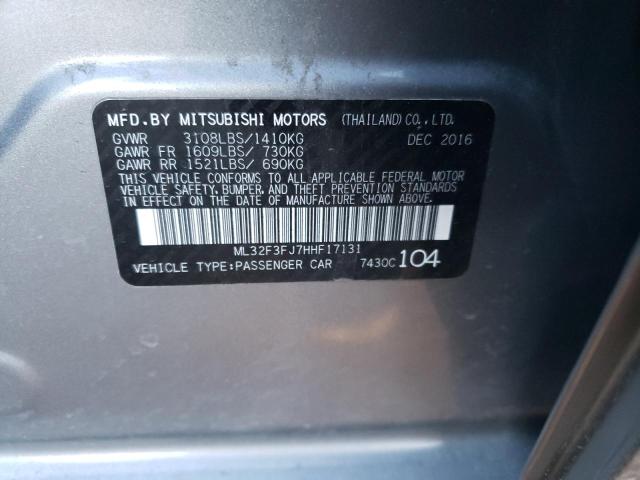 MFD.BY MITSUBISHI MOTORS (THAILAND) CO.,LTD.
GVWR 3108LBS/1410KG DEC 2016
GAWR FR 1609LBS/ 730KG
GAWR RR 1521LBS/ 690KG
THIS VEHICLE CONFORMS TO ALL APPLICABLE FEDERAL MOTOR
VEHICLE SAFETY, BUMPER, AND THEFT PREVENTION STANDARDS
IN EFFECT ON THE DATE OF MANUFACTURE SHOWN ABOVE.
ML32F3FJ7HHF17131
VEHICLE TYPE:PASSENGER CAR 7430C 104